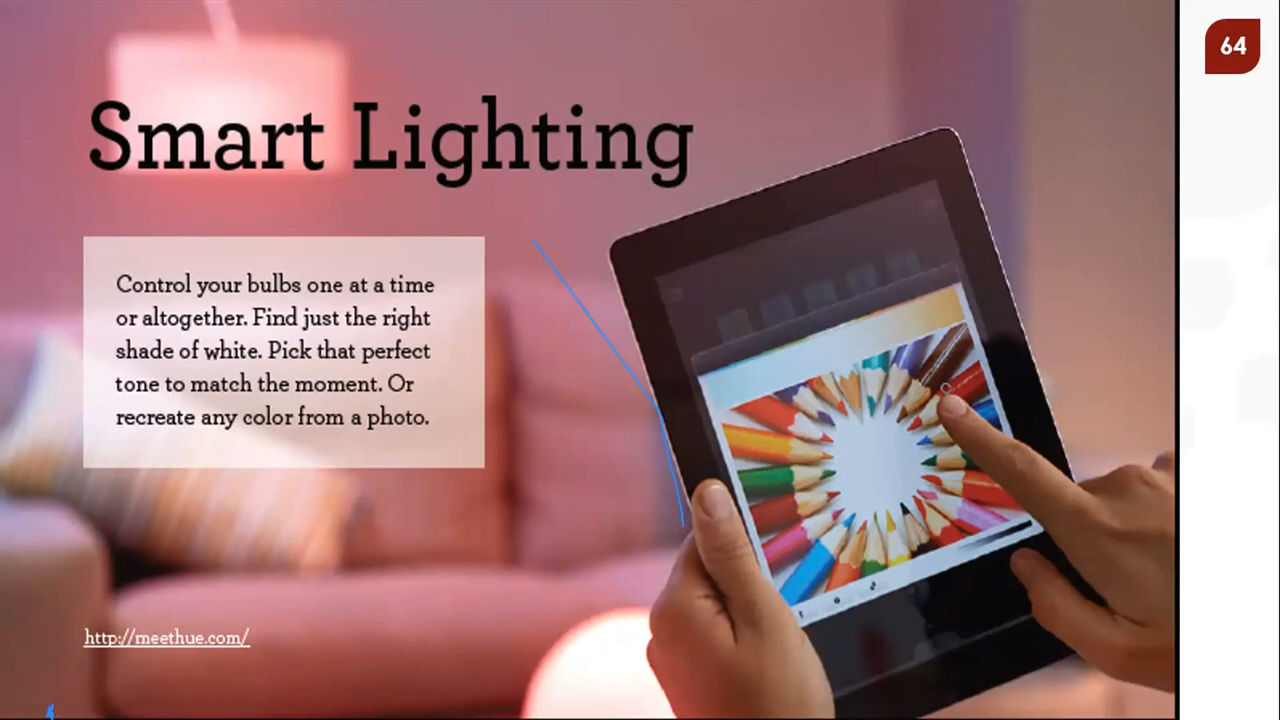 64
Smart Lighting
Control your bulbs one at a time
or altogether. Find just the right
shade of white. Pick that perfect
tone to match the moment. Or
recreate any color from a photo.
http://meethue.com/